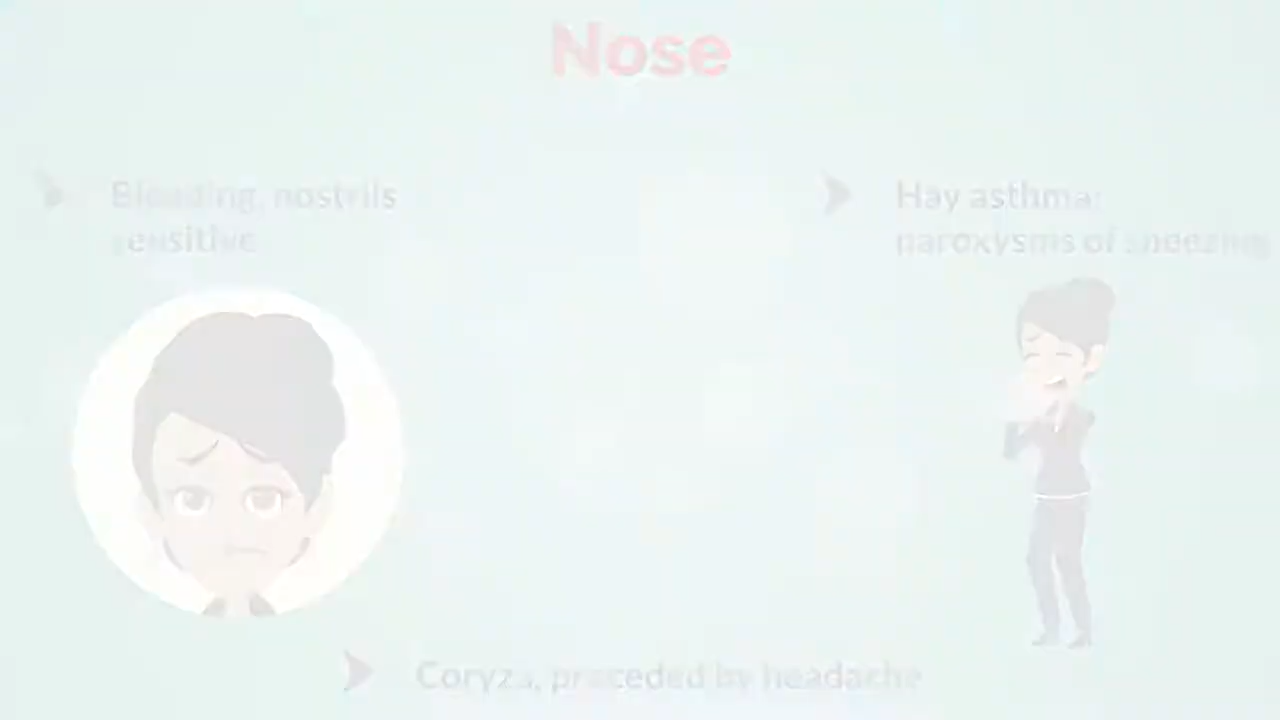 Nose
Bleeding, nostrils
sensitive
Hay asthma:
paroxysms of sneezing
Coryza, preceded by headache